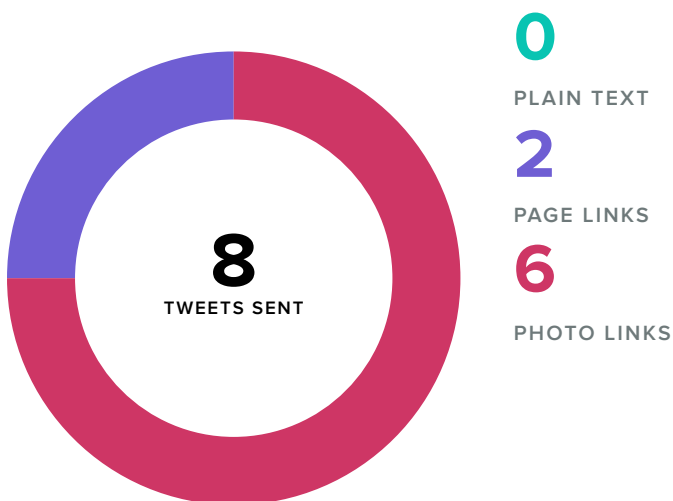 8
TWEETS SENT
0
PLAIN TEXT
2
PAGE LINKS
6
PHOTO LINKS